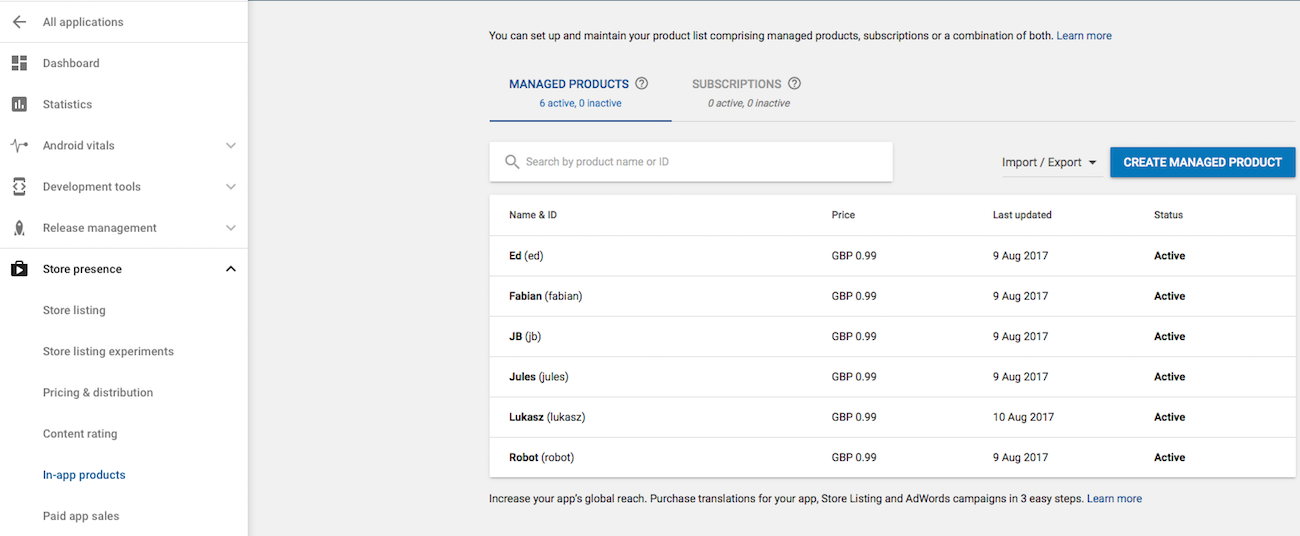 All applications
Dashboard
Statistics
Android vitals
Development tools
Release management
Store presence
Store listing
Store listing experiments
Pricing & distribution
Content rating
In-app products
Paid app sales
You can set up and maintain your product list comprising managed products, subscriptions or a combination of both. Learn more
MANAGED PRODUCTS ? SUBSCRIPTIONS ?
6 active, 0 inactive 0 active, 0 inactive
Search by product name or ID Import / Export CREATE MANAGED PRODUCT
Name & ID Price Last updated Status
Ed (ed) GBP 0.99 9 Aug 2017 Active
Fabian (fabian) GBP 0.99 9 Aug 2017 Active
JB (jb) GBP 0.99 9 Aug 2017 Active
Jules (jules) GBP 0.99 9 Aug 2017 Active
Lukasz (lukasz) GBP 0.99 10 Aug 2017 Active
Robot (robot) GBP 0.99 9 Aug 2017 Active
Increase your app's global reach. Purchase translations for your app, Store Listing and AdWords campaigns in 3 easy steps. Learn more